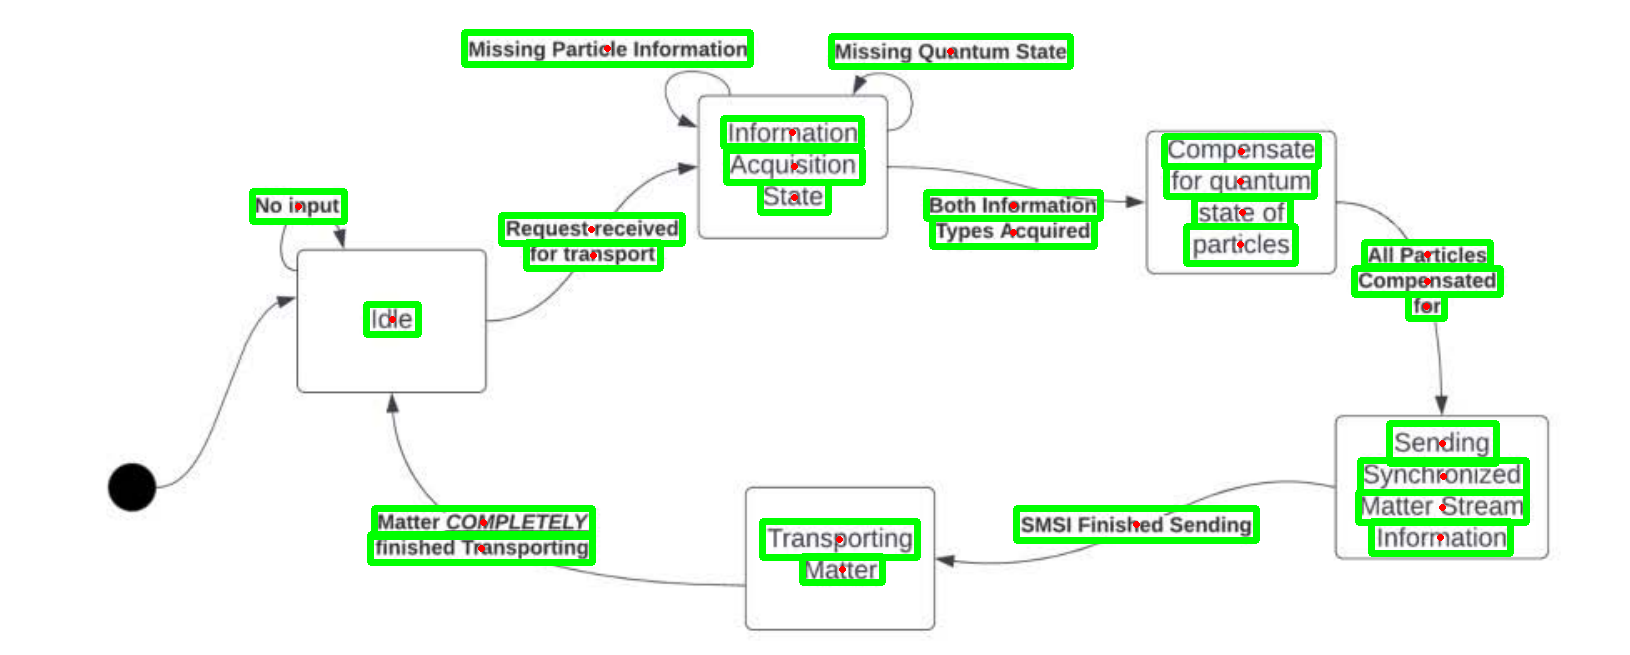 Missing Particle Information
Missing Quantum State
Information
Acquisition
State
Compensate
for quantum
state of
particles
No input
Request received
for transport
Both Information
Types Acquired
All Particles
Compensated
for
Idle
Sending
Synchronized
Matter Stream
Information
SMSI Finished Sending
Transporting
Matter
Matter COMPLETELY
finished Transporting